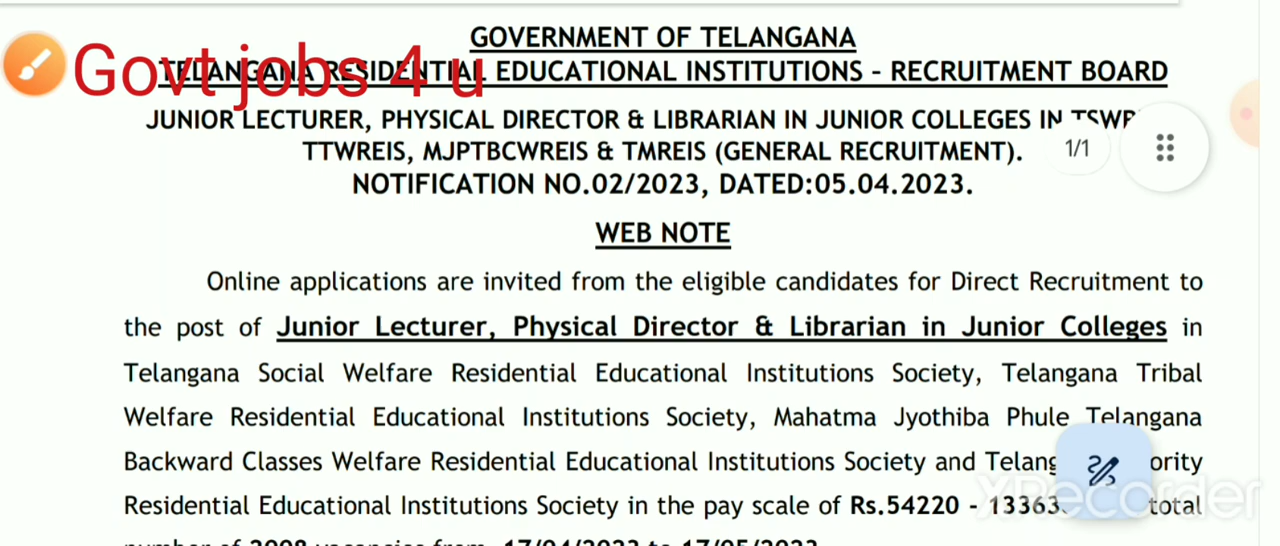 GOVERNMENT OF TELANGANA
Govt jobs 4 u
TELANGANA RESIDENTIAL EDUCATIONAL INSTITUTIONS - RECRUITMENT BOARD
JUNIOR LECTURER, PHYSICAL DIRECTOR & LIBRARIAN IN JUNIOR COLLEGES IN
TTWREIS, MJPTBCWREIS & TMREIS (GENERAL RECRUITMENT).
1/1
NOTIFICATION NO.02/2023, DATED:05.04.2023.
WEB NOTE
Online applications are invited from the eligible candidates for Direct Recruitment to
the post of Junior Lecturer, Physical Director & Librarian in Junior Colleges in
Telangana Social Welfare Residential Educational Institutions Society, Telangana Tribal
Welfare Residential Educational Institutions Society, Mahatma Jyothiba Phule Telangana
Backward Classes Welfare Residential Educational Institutions Society and
Residential Educational Institutions Society in the pay scale of Rs.54220 - total
XRecorder